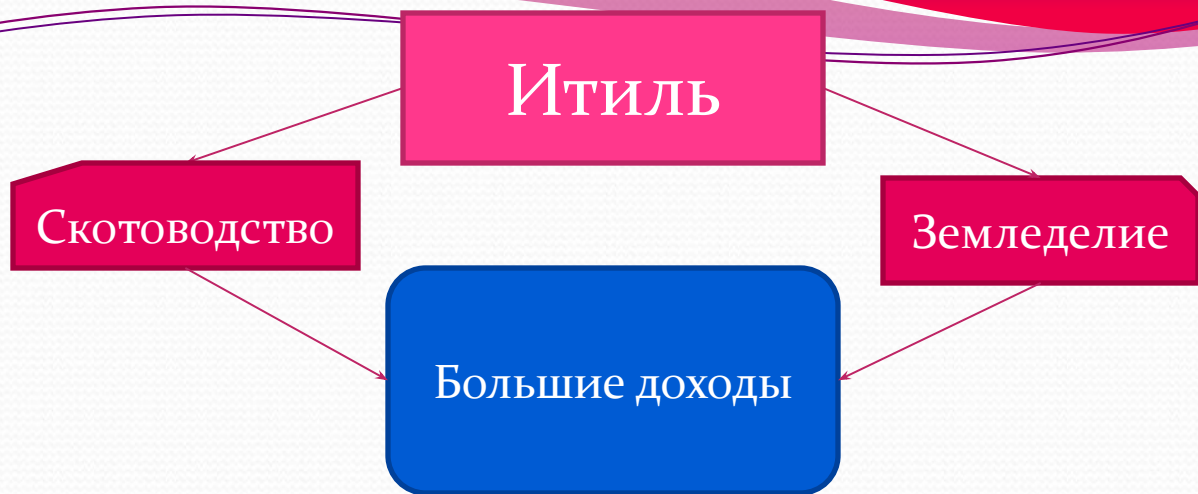 Итиль
Скотоводство
Земледелие
Большие доходы